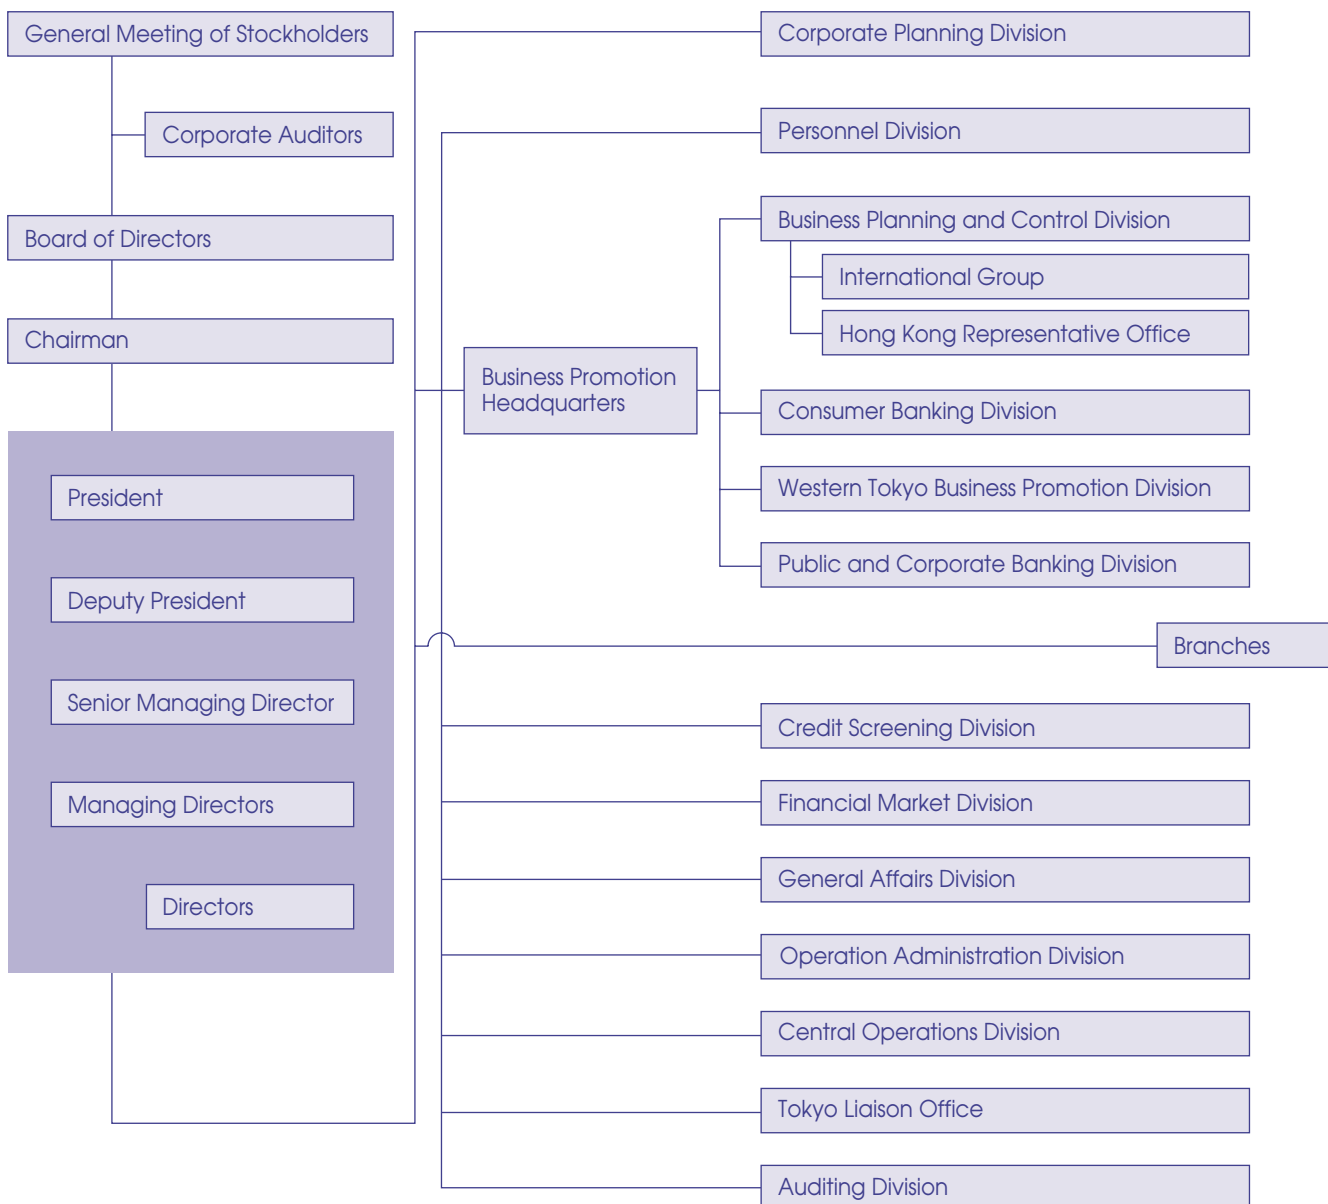 General Meeting of Stockholders
Corporate Auditors
Board of Directors
Chairman
President
Deputy President
Senior Managing Director
Managing Directors
Directors
Business Promotion
Headquarters
Corporate Planning Division
Personnel Division
Business Planning and Control Division
International Group
Hong Kong Representative Office
Consumer Banking Division
Western Tokyo Business Promotion Division
Public and Corporate Banking Division
Branches
Credit Screening Division
Financial Market Division
General Affairs Division
Operation Administration Division
Central Operations Division
Tokyo Liaison Office
Auditing Division